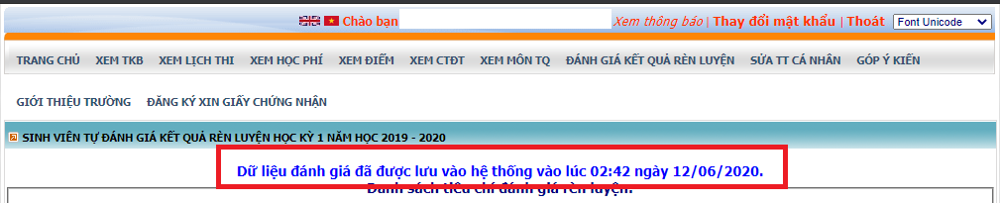 Chào bạn Xem thông báo | Thay đổi mật khẩu | Thoát Font Unicode
TRANG CHỦ XEM TKB XEM LỊCH THI XEM HỌC PHÍ XEM ĐIỂM XEM CTĐT XEM MÔN TQ ĐÁNH GIÁ KẾT QUẢ RÈN LUYỆN SỬA TT CÁ NHÂN GÓP Ý KIẾN
GIỚI THIỆU TRƯỜNG ĐĂNG KÝ XIN GIẤY CHỨNG NHẬN
SINH VIÊN TỰ ĐÁNH GIÁ KẾT QUẢ RÈN LUYỆN HỌC KỲ 1 NĂM HỌC 2019 - 2020
Dữ liệu đánh giá đã được lưu vào hệ thống vào lúc 02:42 ngày 12/06/2020.
Danh sách tiêu chí đánh giá rèn luyện.